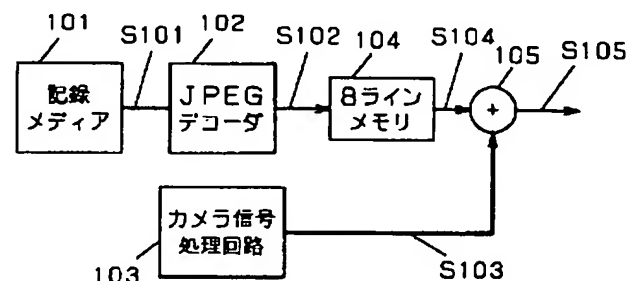 101
S101
102
S102
104
S104
105
S105
記録
メディア
JPEG
デコーダ
8ライン
メモリ
+
カメラ信号
処理回路
103
S103